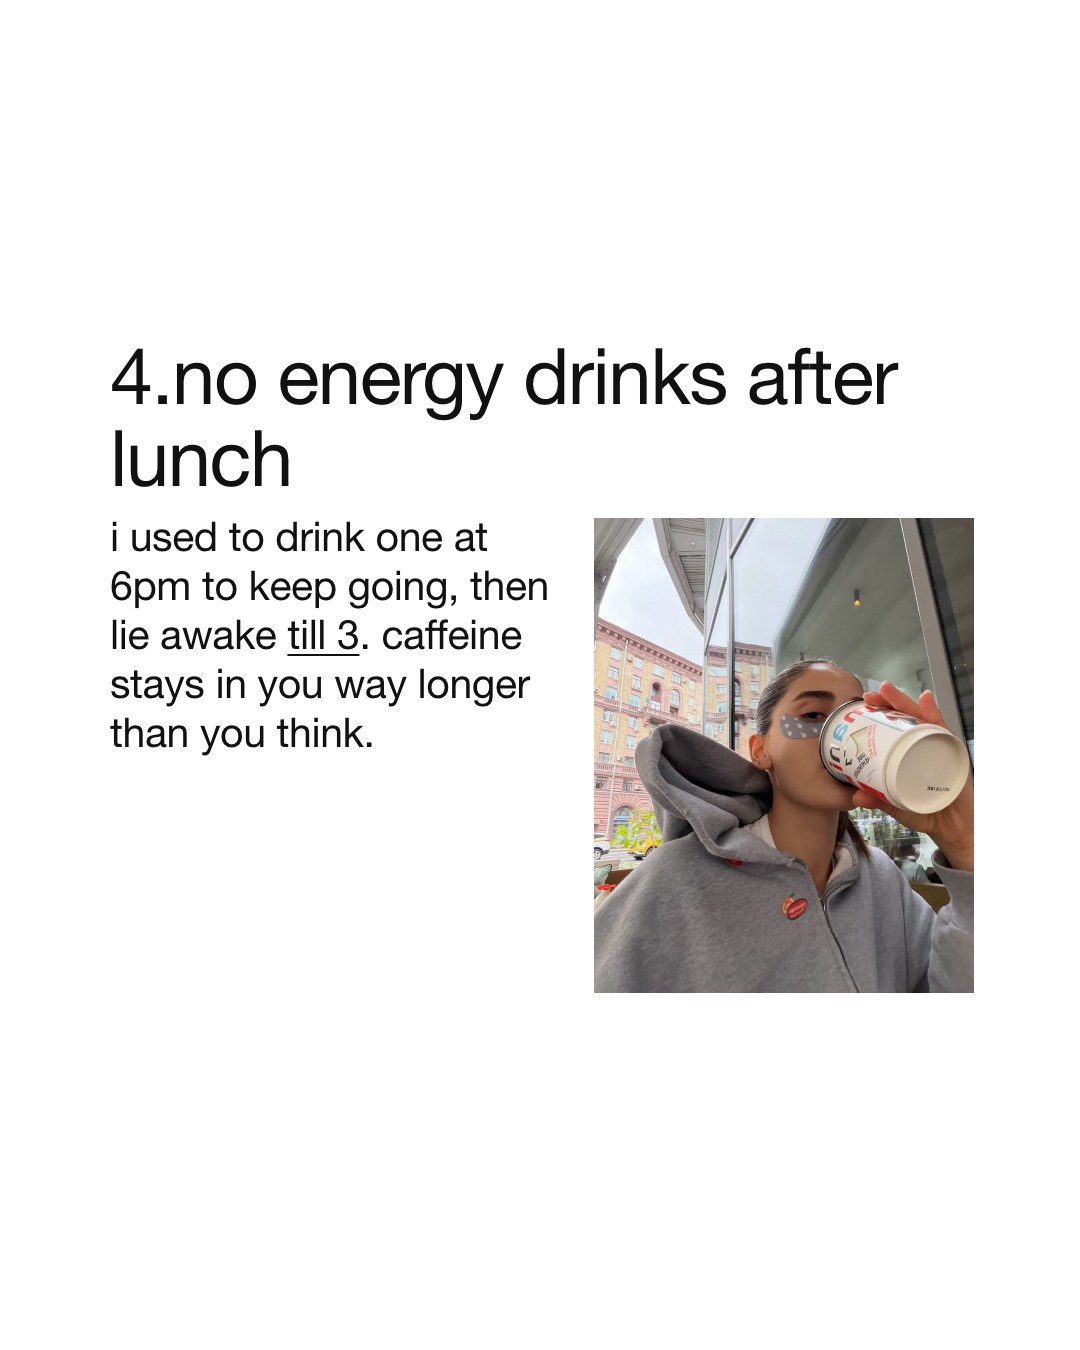 4.no energy drinks after
lunch
i used to drink one at
6pm to keep going, then
lie awake till 3. caffeine
stays in you way longer
than you think.